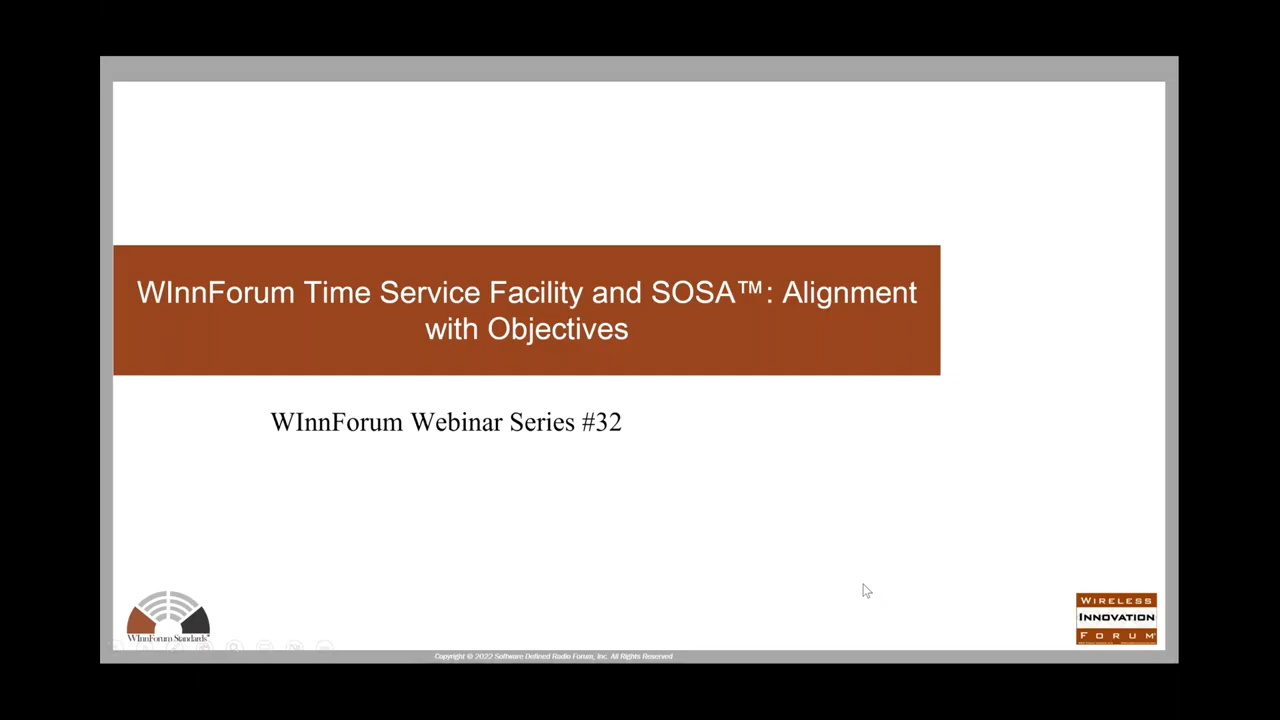 WInnForum Time Service Facility and SOSA™: Alignment
with Objectives
WInnForum Webinar Series #32
WInnForum Standards
WIRELESS
INNOVATION
FORUM
Copyright © 2022 Software Defined Radio Forum, Inc. All Rights Reserved